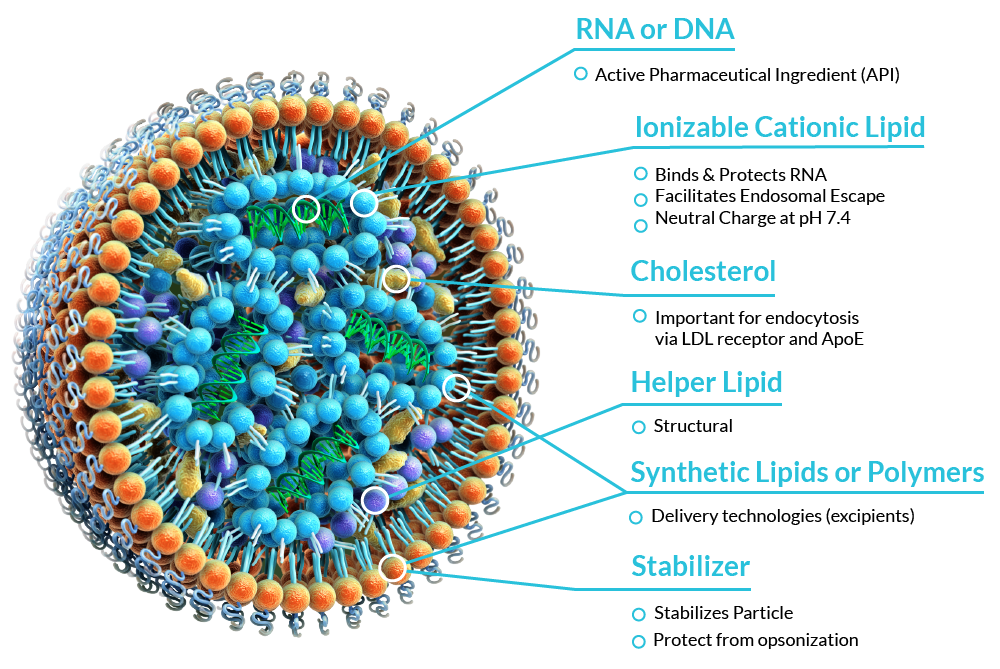 RNA or DNA
Active Pharmaceutical Ingredient (API)
Ionizable Cationic Lipid
Binds & Protects RNA
Facilitates Endosomal Escape
Neutral Charge at pH 7.4
Cholesterol
Important for endocytosis
via LDL receptor and ApoE
Helper Lipid
Structural
Synthetic Lipids or Polymers
Delivery technologies (excipients)
Stabilizer
Stabilizes Particle
Protect from opsonization